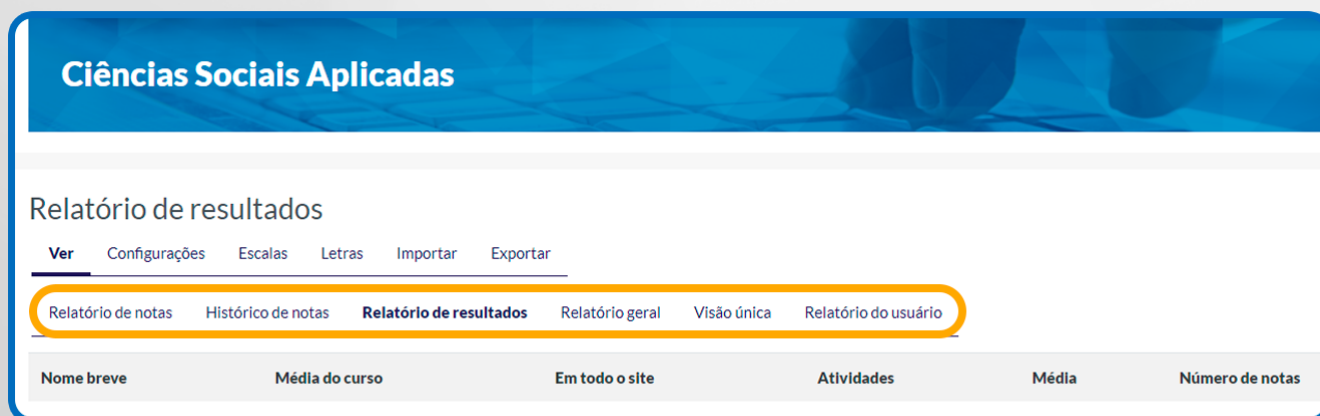 Ciências Sociais Aplicadas
Relatório de resultados
Ver Configurações Escalas Letras Importar Exportar
Relatório de notas Histórico de notas Relatório de resultados Relatório geral Visão única Relatório do usuário
Nome breve Média do curso Em todo o site Atividades Média Número de notas